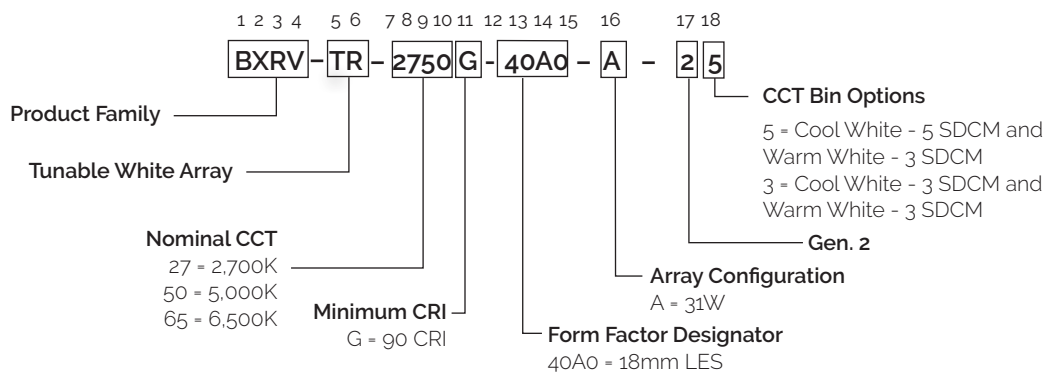 1 2 3 4 5 6 7 8 9 10 11 12 13 14 15 16 17 18
BXRV – TR – 2750 G - 40A0 – A – 2 5
Product Family
Tunable White Array
Nominal CCT
27 = 2,700K
50 = 5,000K
65 = 6,500K
Minimum CRI
G = 90 CRI
Form Factor Designator
40A0 = 18mm LES
Array Configuration
A = 31W
Gen. 2
CCT Bin Options
5 = Cool White - 5 SDCM and
Warm White - 3 SDCM
3 = Cool White - 3 SDCM and
Warm White - 3 SDCM